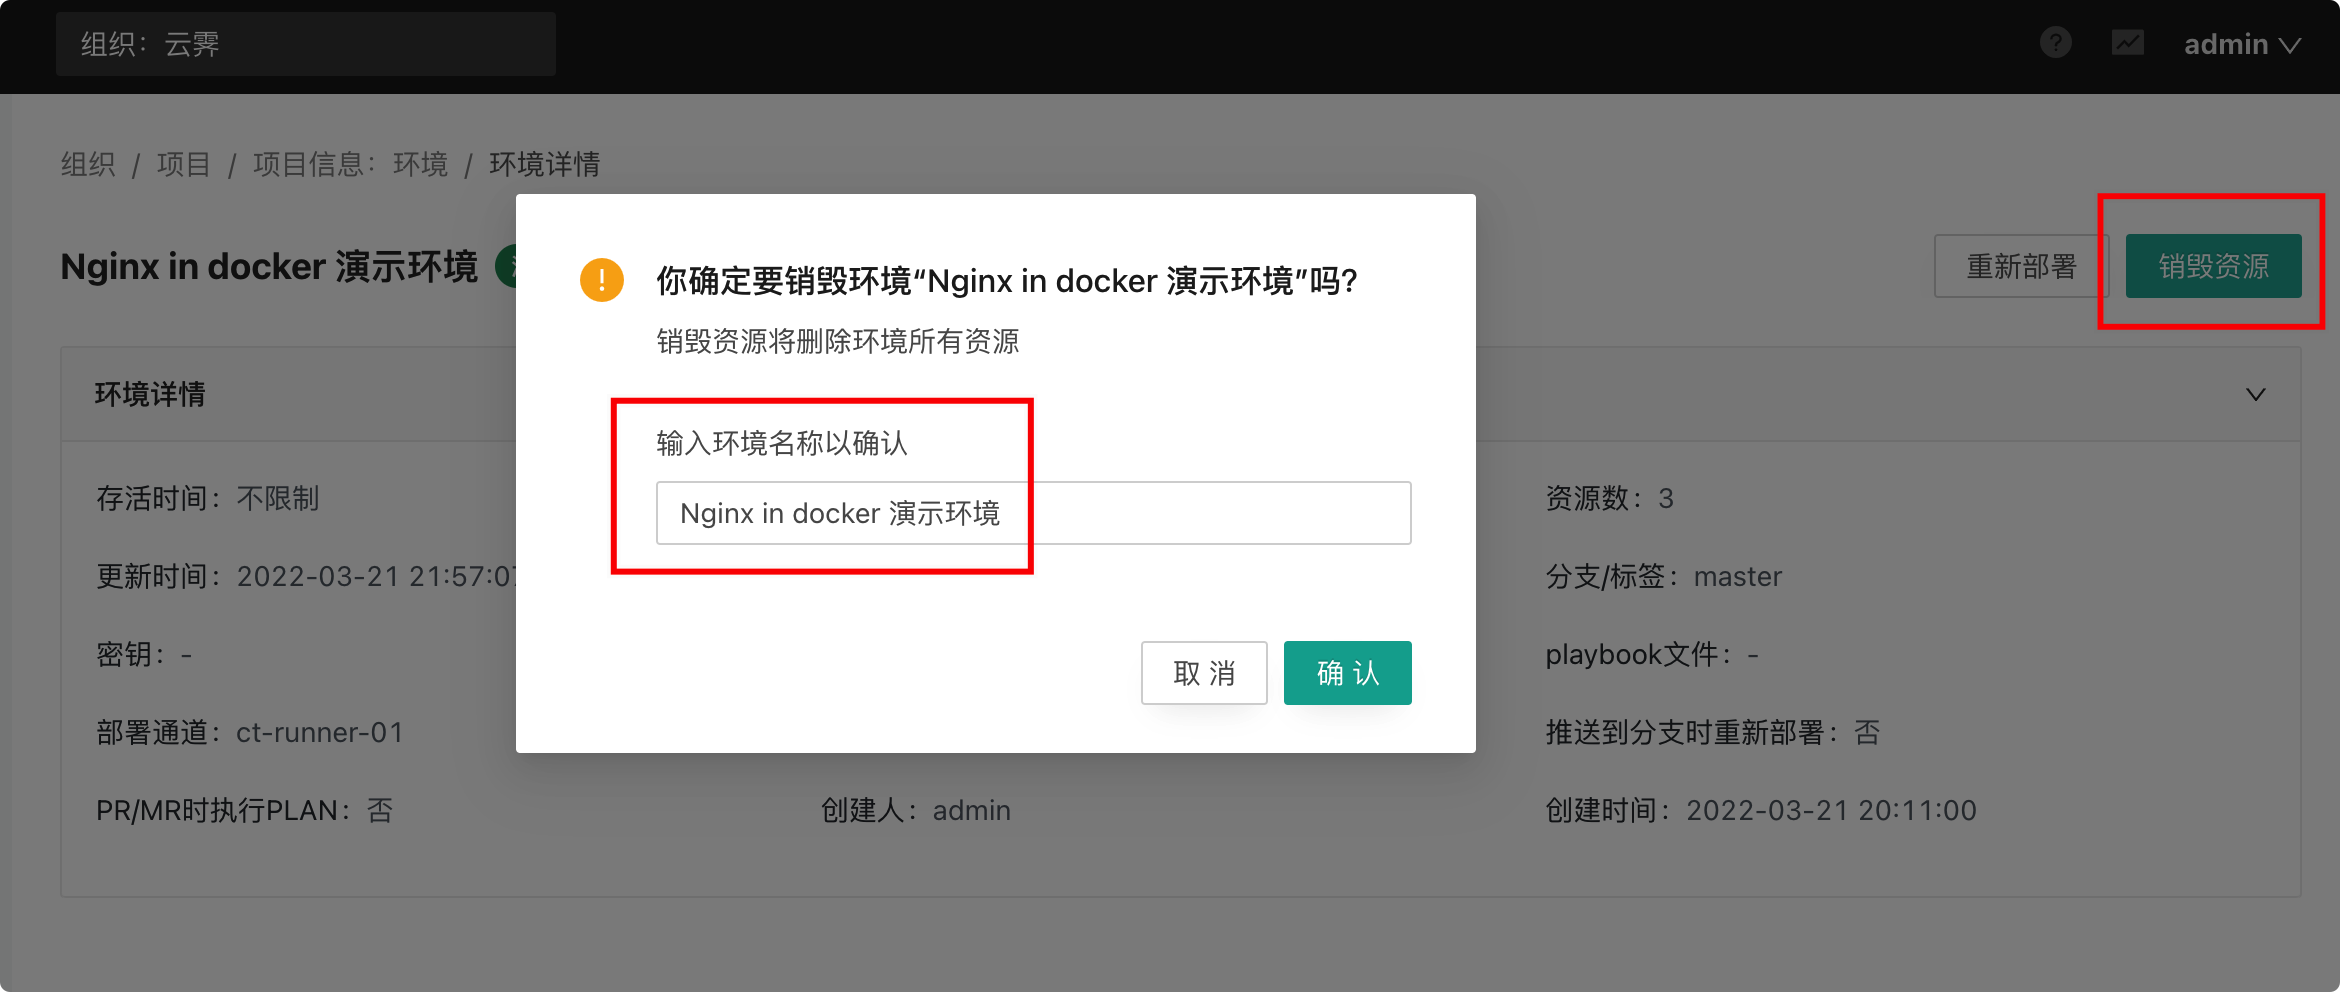 组织：云霁
admin
组织 / 项目 / 项目信息：环境 / 环境详情
Nginx in docker 演示环境
重新部署
销毁资源
你确定要销毁环境“Nginx in docker 演示环境”吗?
销毁资源将删除环境所有资源
输入环境名称以确认
Nginx in docker 演示环境
取 消
确 认
环境详情
存活时间：不限制
资源数：3
更新时间：2022-03-21 21:57:07
分支/标签：master
密钥：-
playbook文件：-
部署通道：ct-runner-01
推送到分支时重新部署：否
PR/MR时执行PLAN：否
创建人：admin
创建时间：2022-03-21 20:11:00